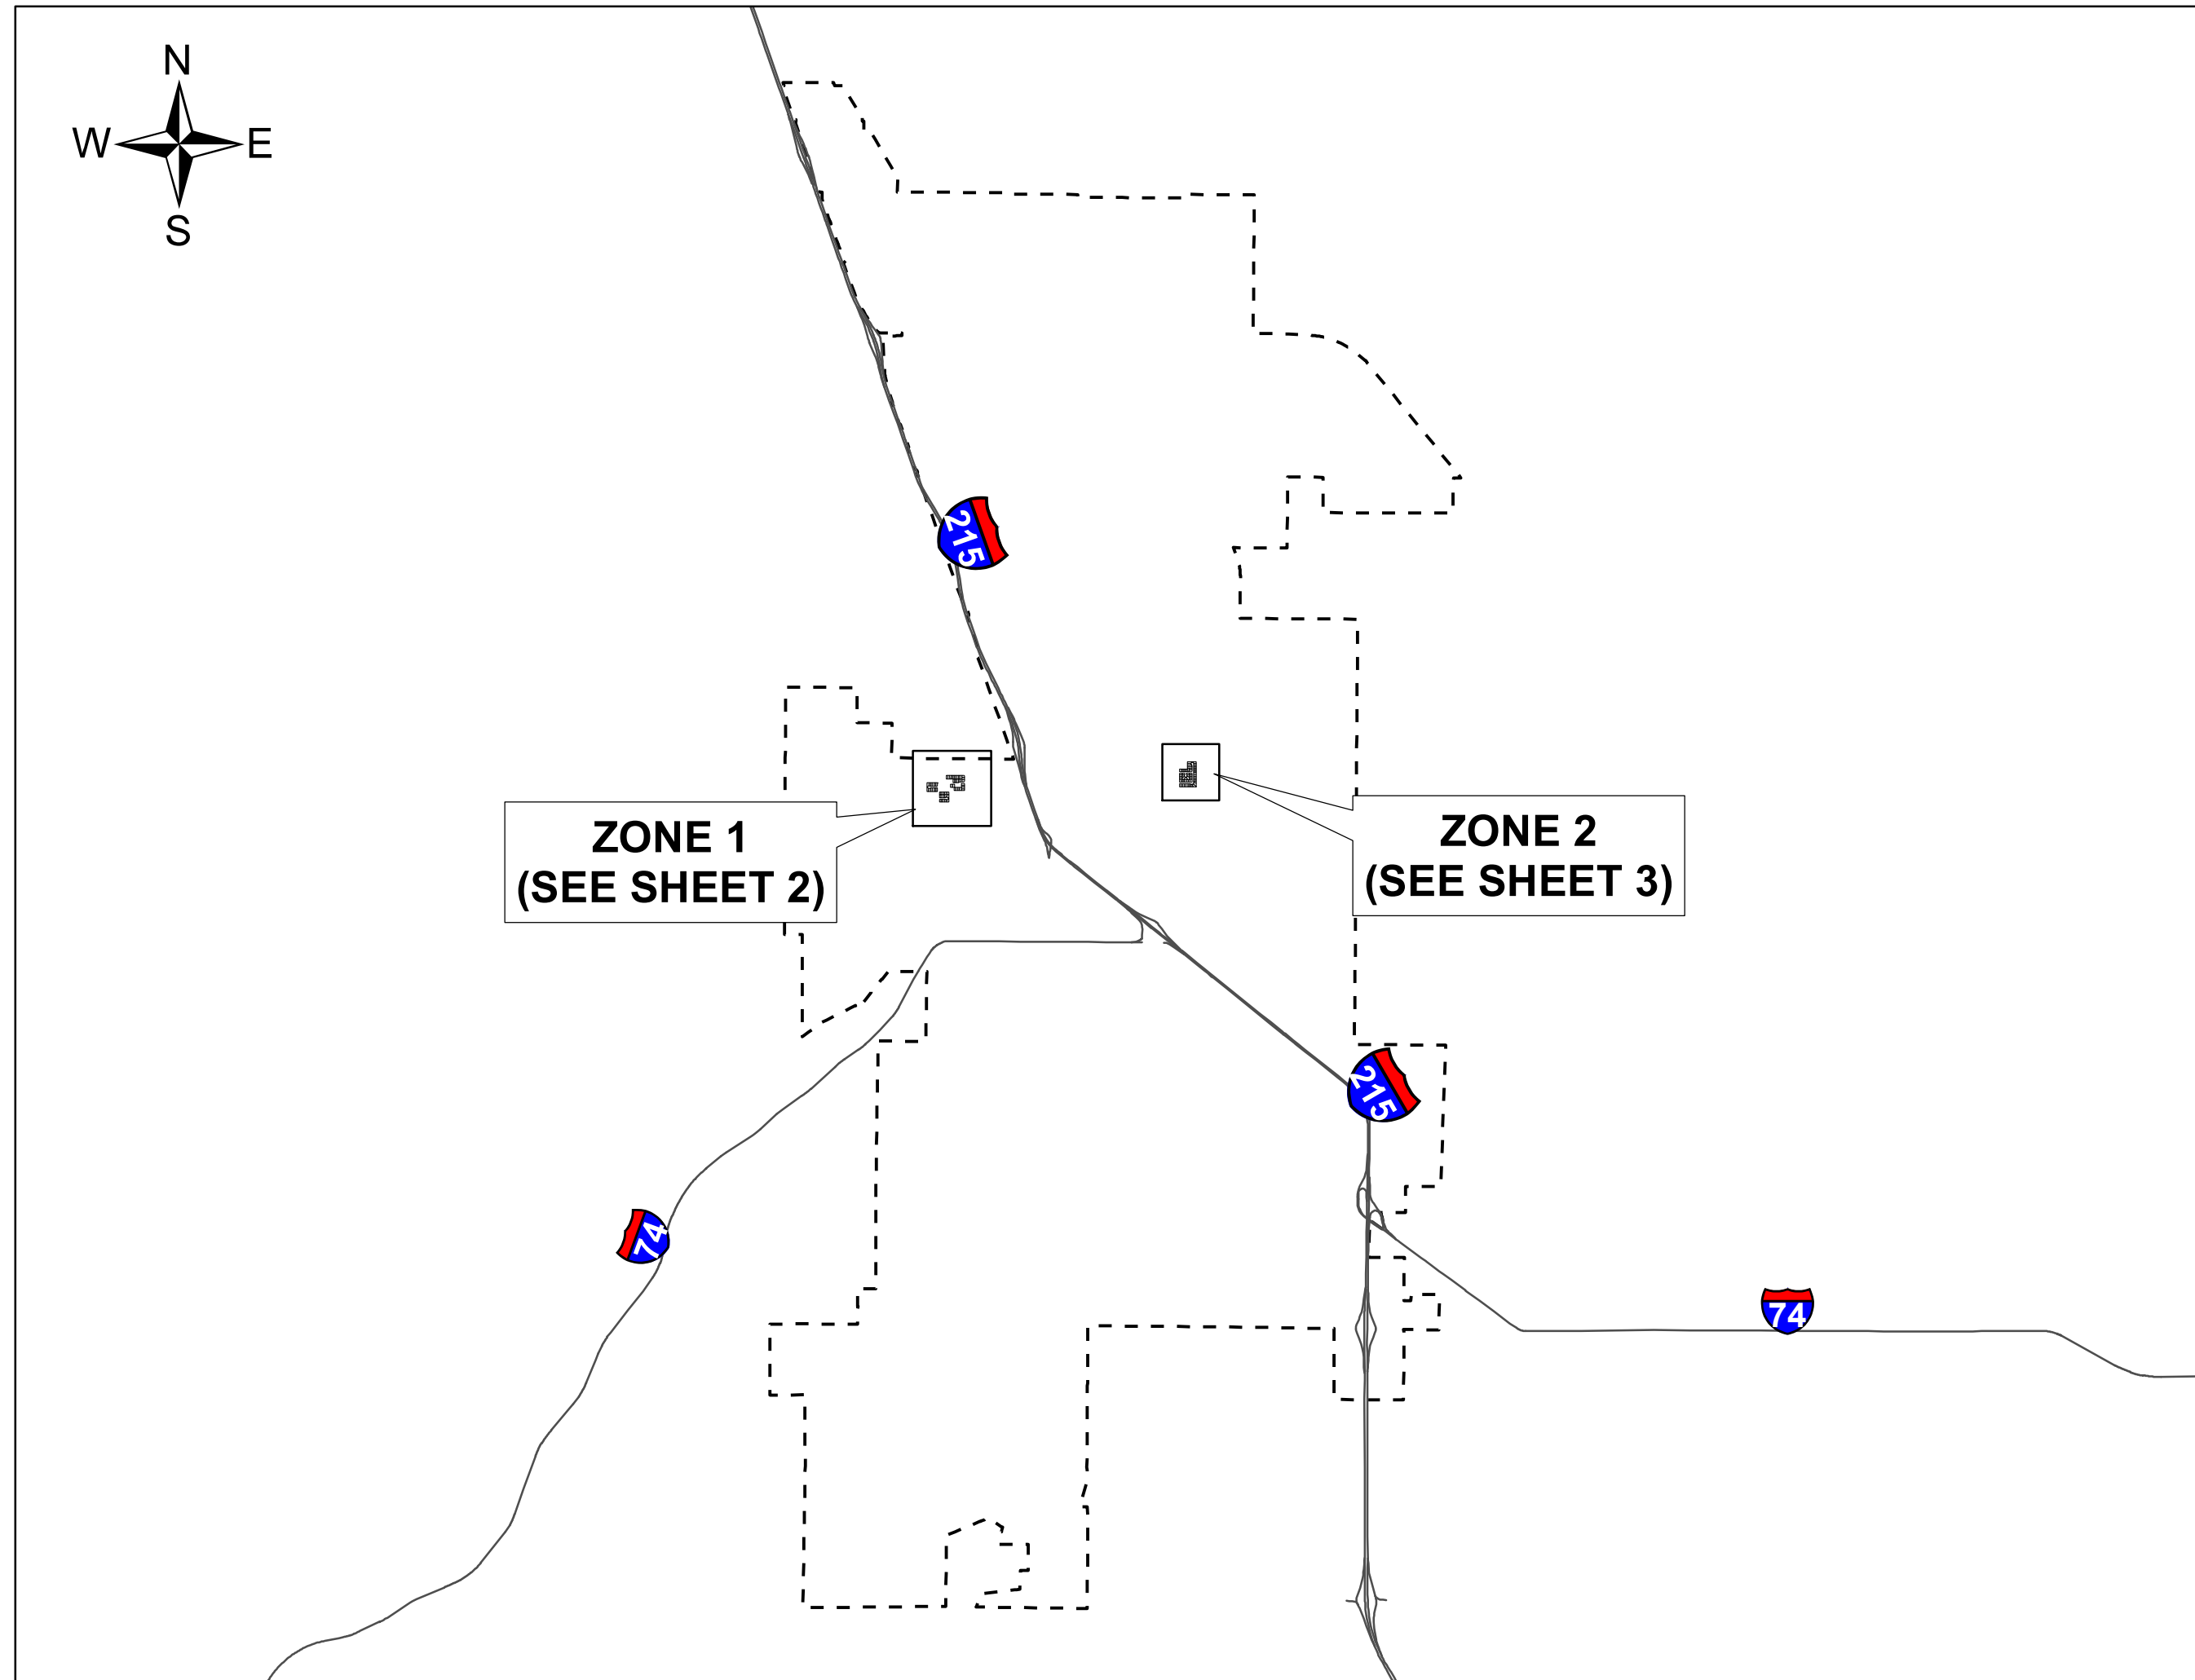 N
W
E
S
215
ZONE 1
(SEE SHEET 2)
ZONE 2
(SEE SHEET 3)
215
74
74